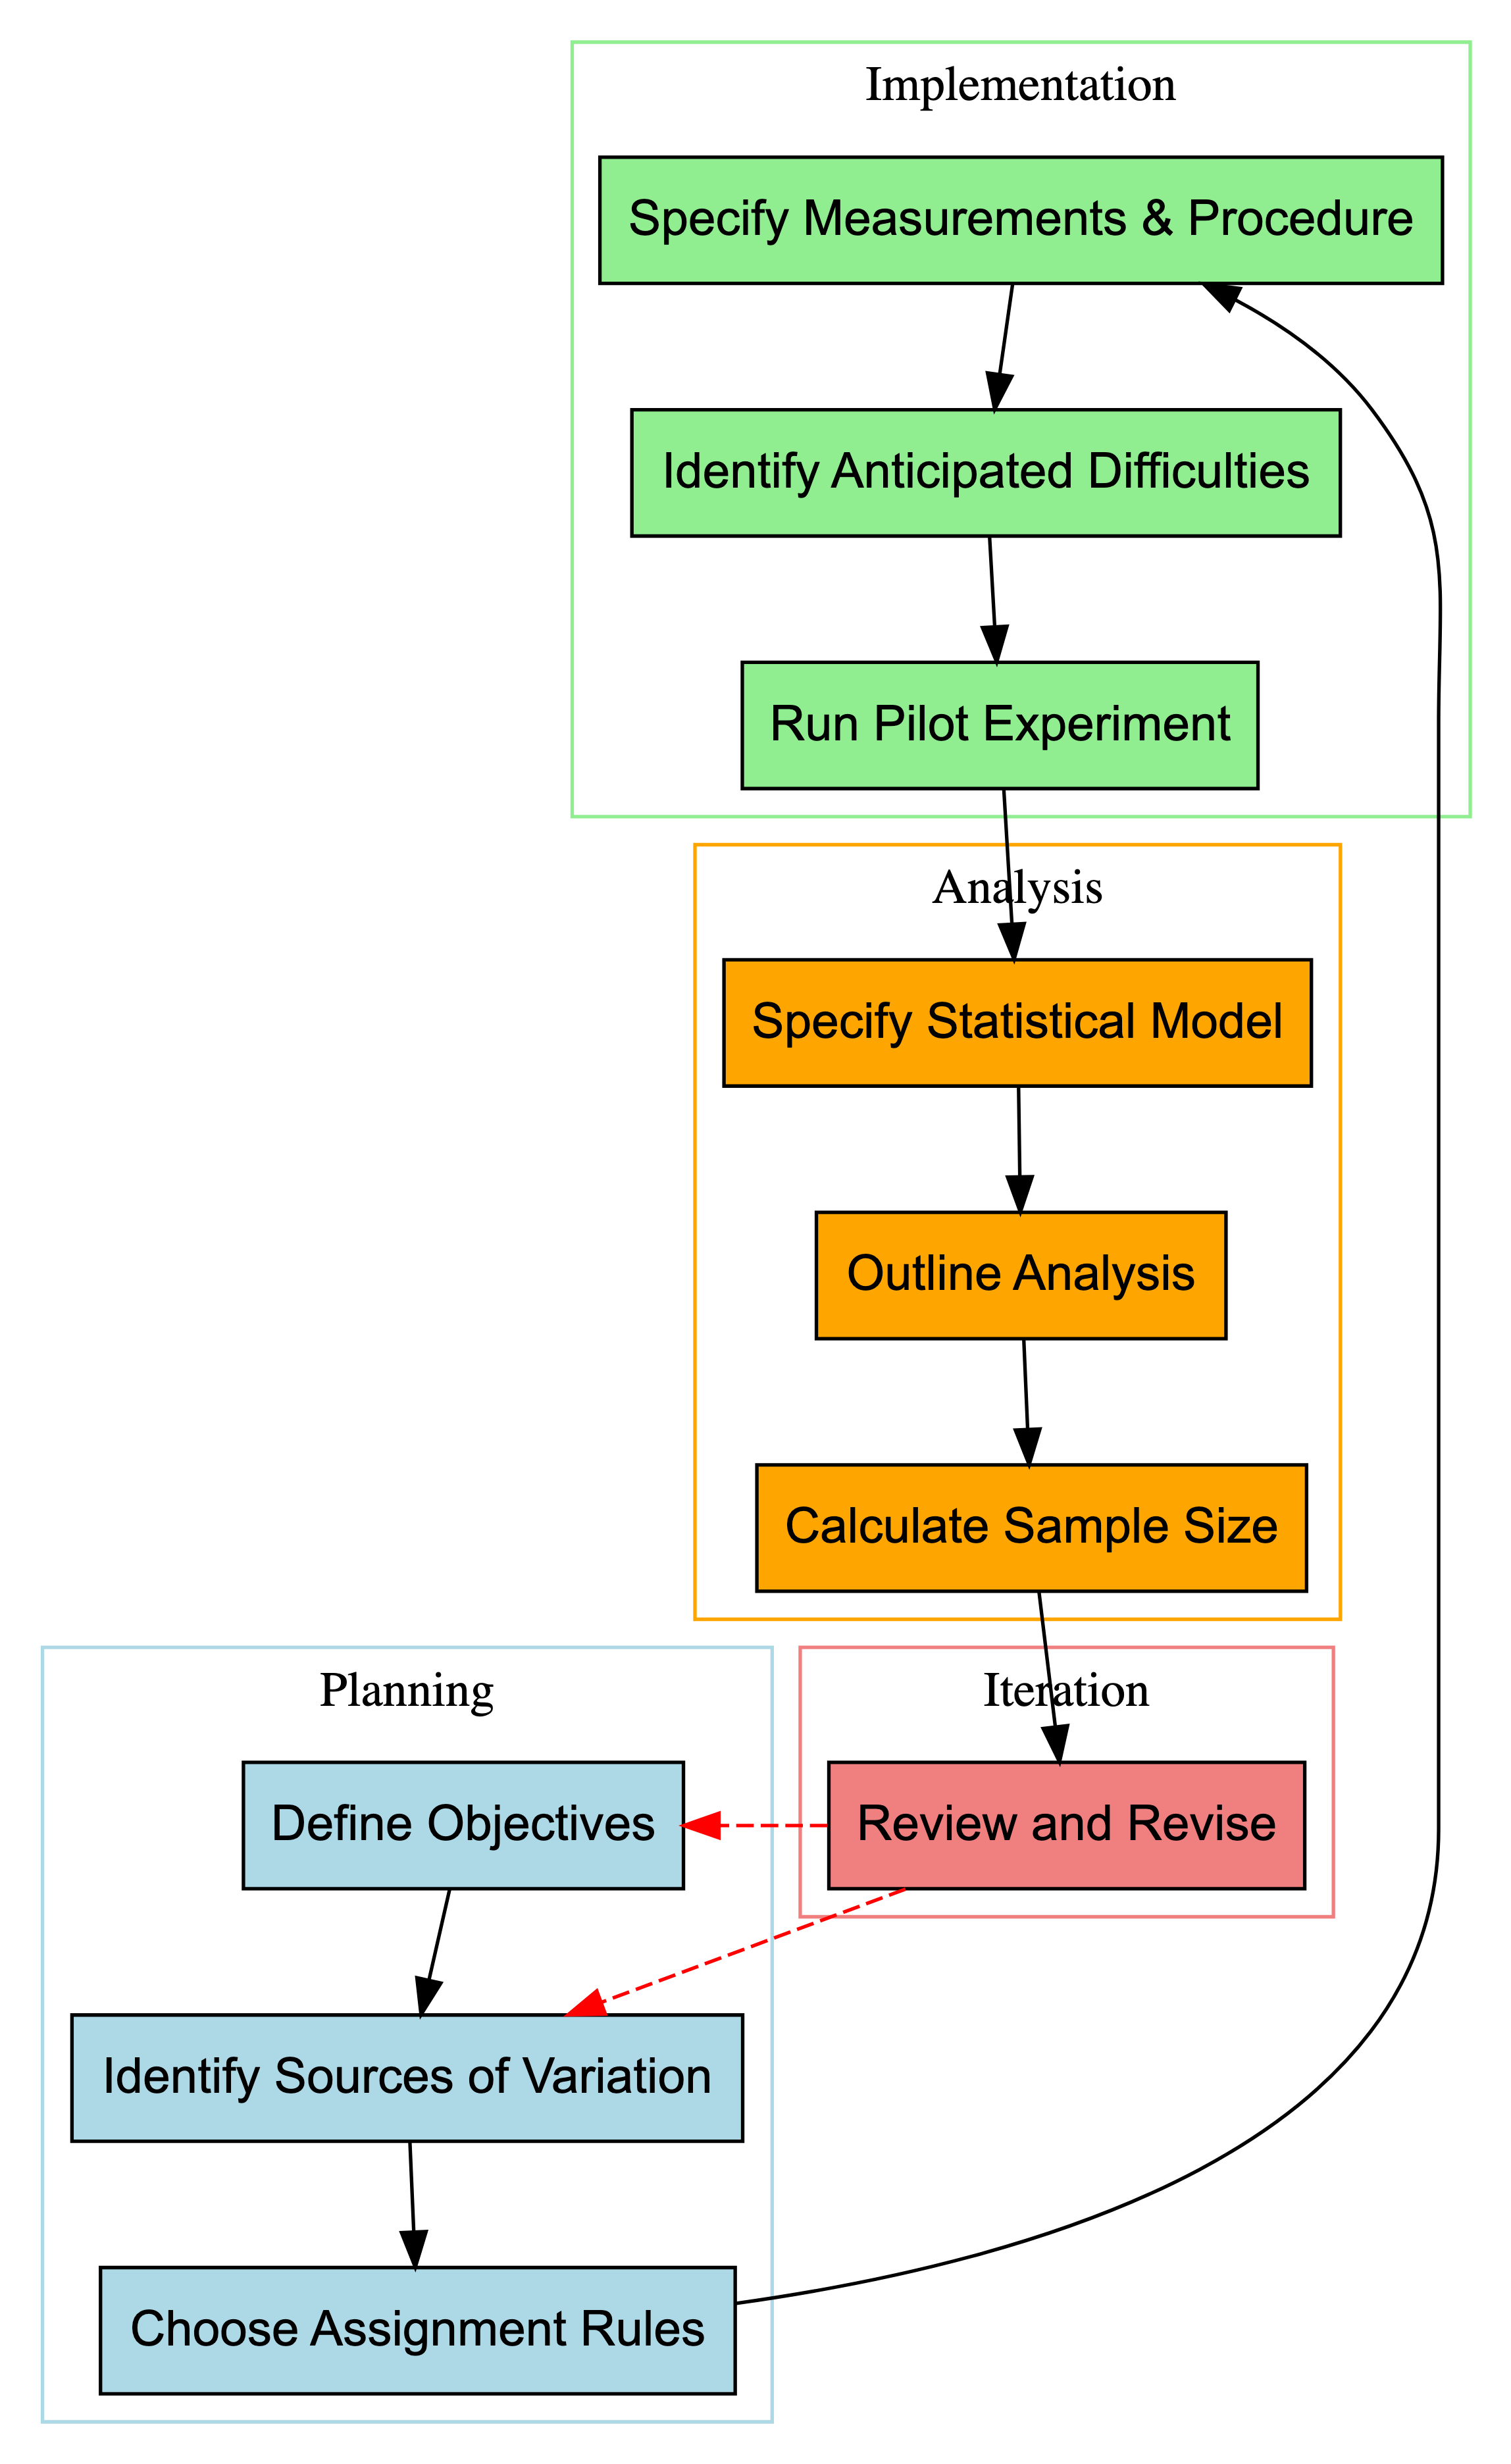 Implementation
Specify Measurements & Procedure
Identify Anticipated Difficulties
Run Pilot Experiment
Analysis
Specify Statistical Model
Outline Analysis
Calculate Sample Size
Planning
Iteration
Define Objectives
Review and Revise
Identify Sources of Variation
Choose Assignment Rules